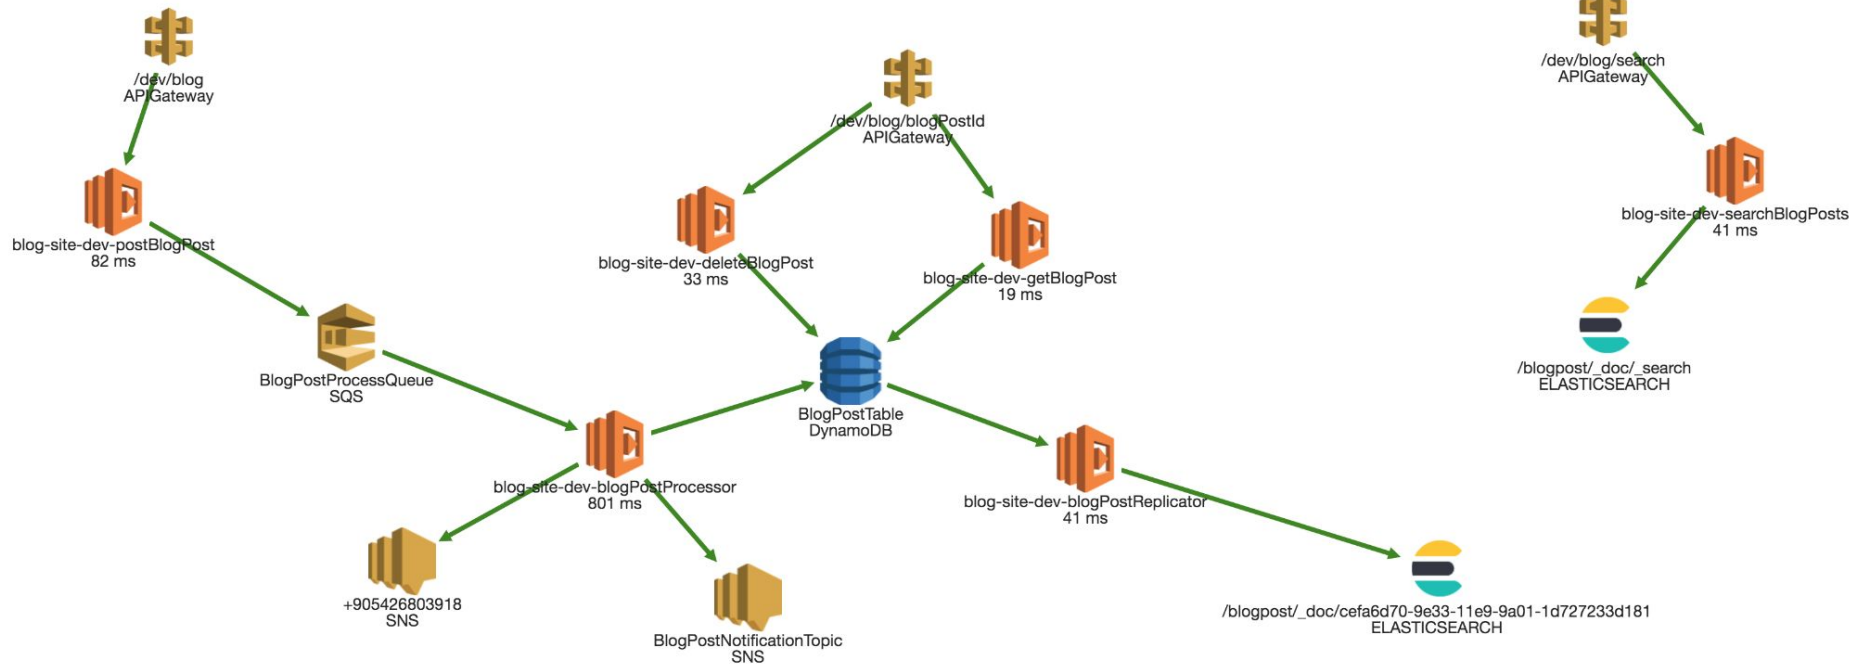 /dev/blog
APIGateway
/dev/blog/blogPostId
APIGateway
/dev/blog/search
APIGateway
blog-site-dev-postBlogPost
82 ms
blog-site-dev-deleteBlogPost
33 ms
blog-site-dev-getBlogPost
19 ms
blog-site-dev-searchBlogPosts
41 ms
BlogPostProcessQueue
SQS
BlogPostTable
DynamoDB
/blogpost/_doc/_search
ELASTICSEARCH
blog-site-dev-blogPostProcessor
801 ms
blog-site-dev-blogPostReplicator
41 ms
+905426803918
SNS
BlogPostNotificationTopic
SNS
/blogpost/_doc/cefa6d70-9e33-11e9-9a01-1d727233d181
ELASTICSEARCH